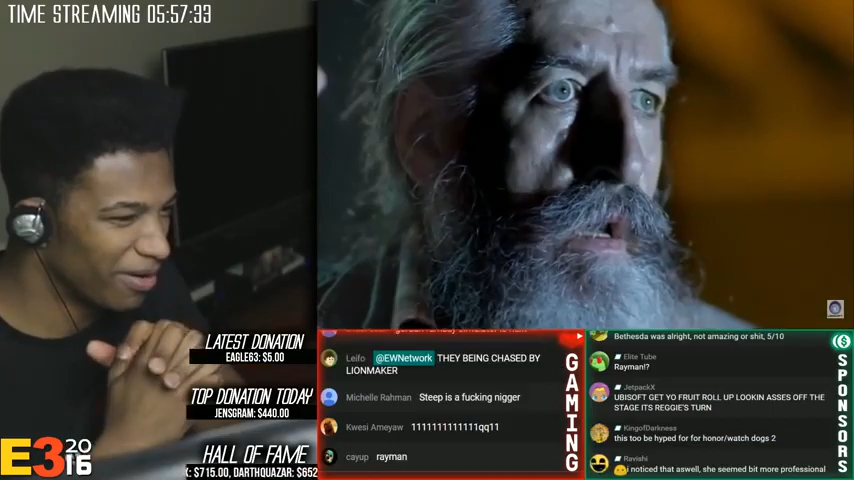 TIME STREAMING 05:57:33
LATEST DONATION
EAGLE63: $5.00
TOP DONATION TODAY
JENSGRAM: $440.00
HALL OF FAME
: $715.00, DARTHQUAZAR: $652
E3 2016
Leifo @EWNetwork THEY BEING CHASED BY
LIONMAKER
Michelle Rahman Steep is a fucking nigger
Kwesi Ameyaw 1111111111111qq11
cayup rayman
GAMING
Bethesda was alright, not amazing or shit, 5/10
Elite Tube
Rayman!?
JetpackX
UBISOFT GET YO FRUIT ROLL UP LOOKIN ASSES OFF THE
STAGE ITS REGGIE'S TURN
KingofDarkness
this too be hyped for for honor/watch dogs 2
Ravishi
i noticed that aswell, she seemed bit more professional
SPONSORS